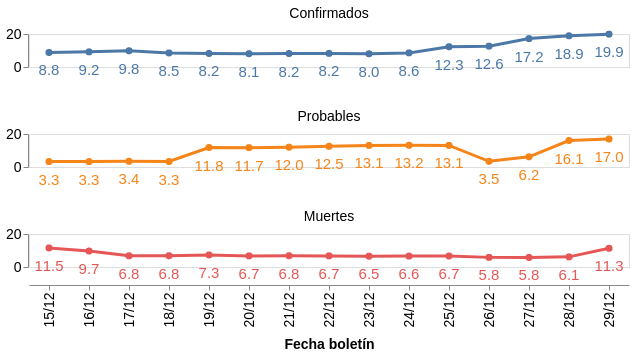 Confirmados
20
0
8.8 9.2 9.8 8.5 8.2 8.1 8.2 8.2 8.0 8.6 12.3 12.6 17.2 18.9 19.9
Probables
20
0
3.3 3.3 3.4 3.3 11.8 11.7 12.0 12.5 13.1 13.2 13.1 3.5 6.2 16.1 17.0
Muertes
20
0
11.5 9.7 6.8 6.8 7.3 6.7 6.8 6.7 6.5 6.6 6.7 5.8 5.8 6.1 11.3
15/12 16/12 17/12 18/12 19/12 20/12 21/12 22/12 23/12 24/12 25/12 26/12 27/12 28/12 29/12
Fecha boletín